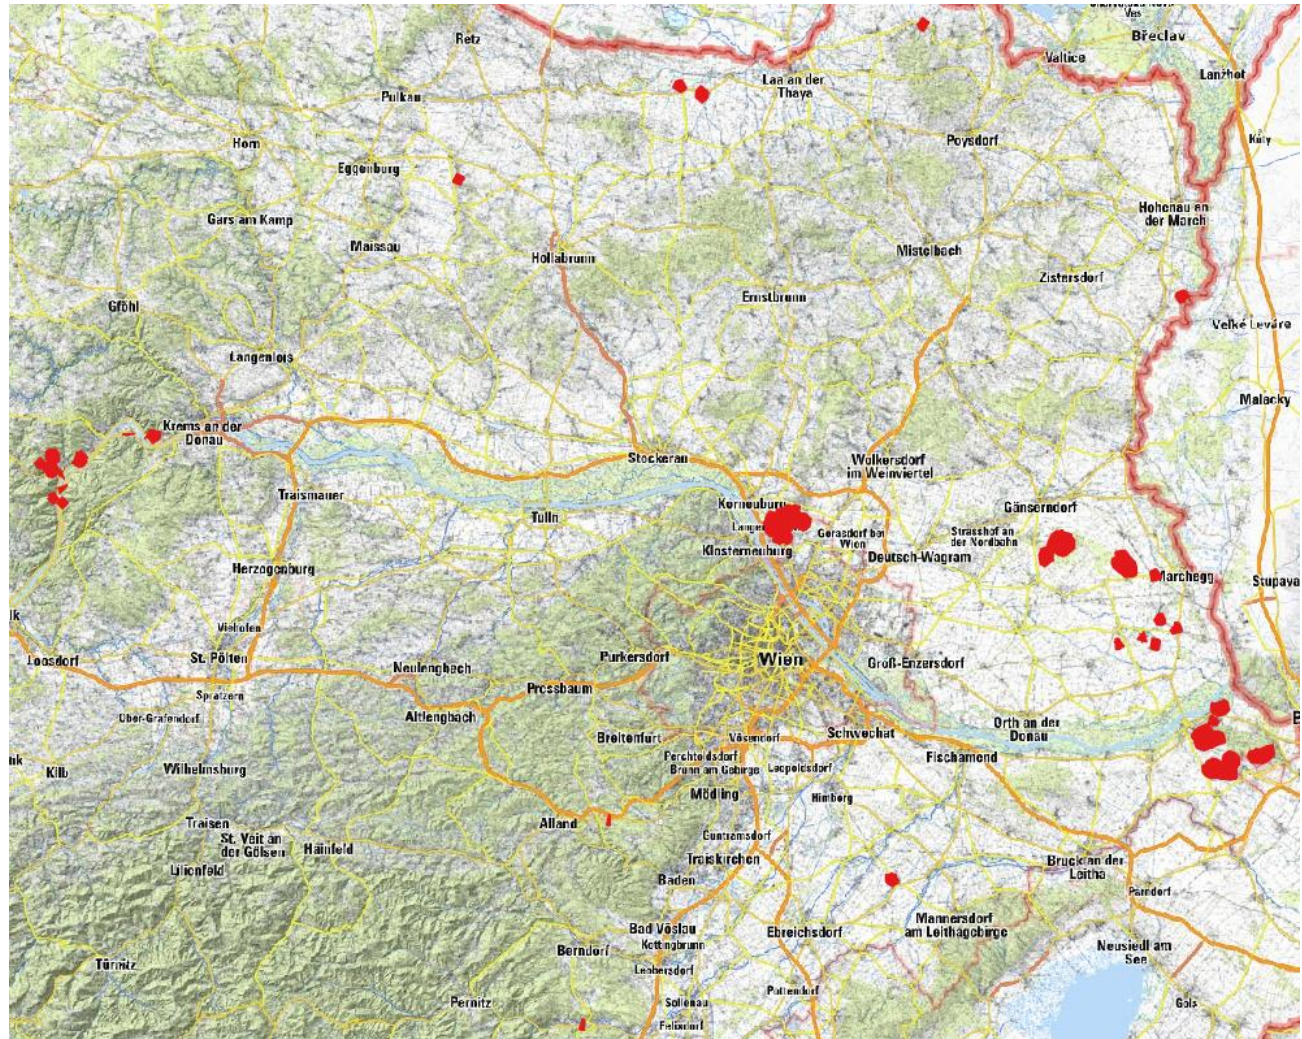 Ves
Břeclav
Retz
Valtice
Lanžhot
Laa an der
Thaya
Pulkau
Horn
Poysdorf
Kúty
Eggenburg
Gars am Kamp
Hohenau an
der March
Maissau
Hollabrunn
Mistelbach
Zistersdorf
Ernstbrunn
Gföhl
Veľké Leváre
Langenlois
Malacky
Krems an der
Donau
Stockerau
Wolkersdorf
im Weinviertel
Traismauer
Korneuburg
Gänserndorf
Tulln
Langen
Gerasdorf bei
Wien
Strasshof an
der Nordbahn
Klosterneuburg
Deutsch-Wagram
Herzogenburg
Marchegg
Stupava
lk
Viehofen
Loosdorf
St. Pölten
Neulengbach
Purkersdorf
Wien
Groß-Enzersdorf
Spratzern
Pressbaum
Ober-Grafendorf
Altlengbach
Orth an der
Donau
B
Breitenfurt
Vösendorf
Schwechat
Perchtoldsdorf
Brunn am Gebirge
Leopoldsdorf
Fischamend
uk
Kilb
Wilhelmsburg
Mödling
Himberg
Traisen
St. Veit an
der Gölsen
Hainfeld
Alland
Guntramsdorf
Traiskirchen
Bruck an der
Leitha
Lilienfeld
Baden
Parndorf
Mannersdorf
am Leithagebirge
Bad Vöslau
Kottingbrunn
Ebreichsdorf
Berndorf
Neusiedl am
See
Türnitz
Leobersdorf
Pottendorf
Pernitz
Sollenau
Gols
Felixdorf